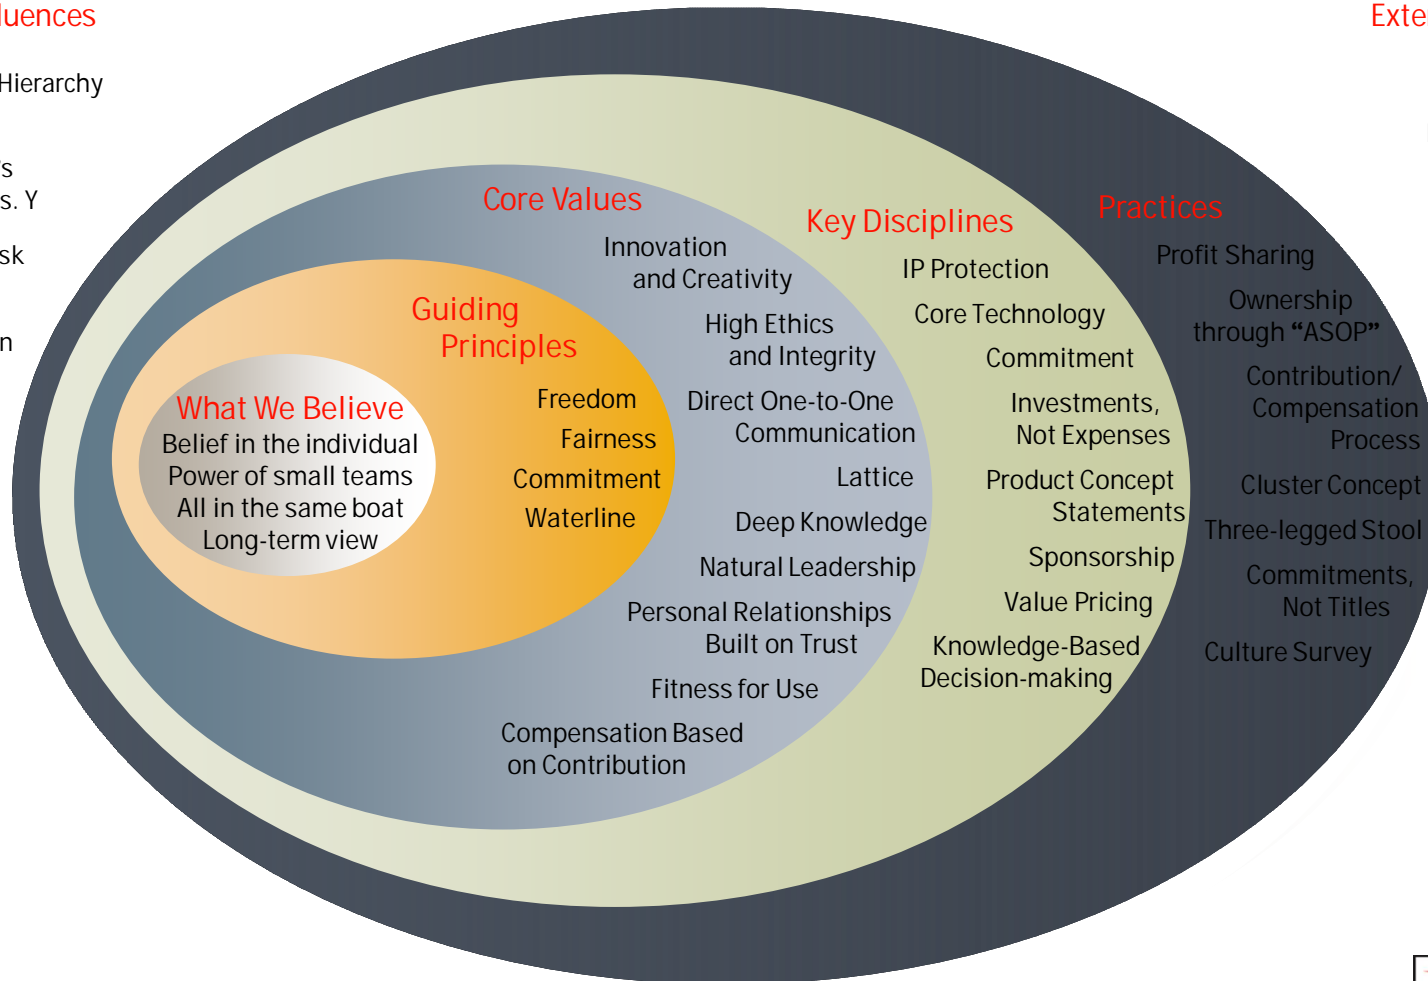 luences
Hierarchy
's
s. Y
sk
n
Exte
What We Believe
Belief in the individual
Power of small teams
All in the same boat
Long-term view
Guiding
Principles
Freedom
Fairness
Commitment
Waterline
Core Values
Innovation
and Creativity
High Ethics
and Integrity
Direct One-to-One
Communication
Lattice
Deep Knowledge
Natural Leadership
Personal Relationships
Built on Trust
Fitness for Use
Compensation Based
on Contribution
Key Disciplines
IP Protection
Core Technology
Commitment
Investments,
Not Expenses
Product Concept
Statements
Sponsorship
Value Pricing
Knowledge-Based
Decision-making
Practices
Profit Sharing
Ownership
through “ASOP”
Contribution/
Compensation
Process
Cluster Concept
Three-legged Stool
Commitments,
Not Titles
Culture Survey